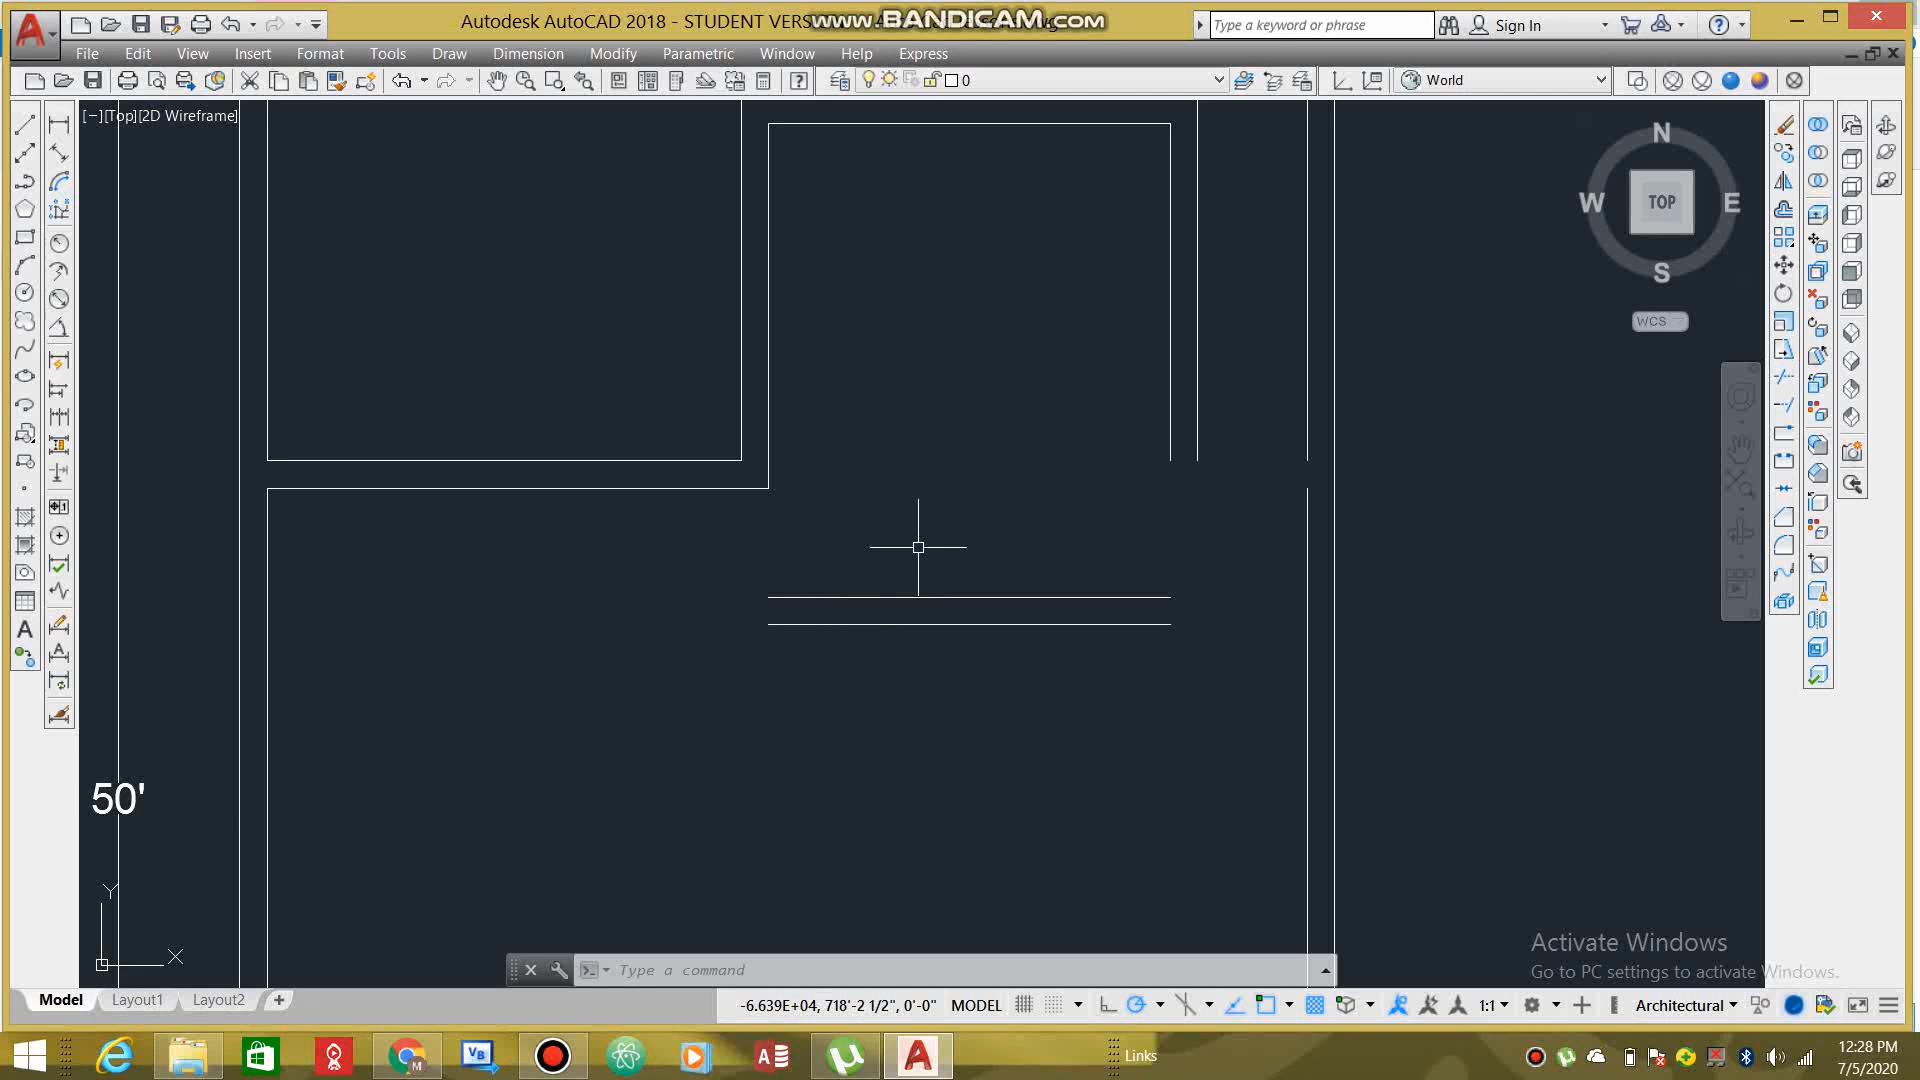 Autodesk AutoCAD 2018 - STUDENT VERS
www.BANDICAM.com
Type a keyword or phrase
Sign In
File Edit View Insert Format Tools Draw Dimension Modify Parametric Window Help Express
0
World
[−][Top][2D Wireframe]
N
W TOP E
S
WCS
50'
Y
X
Type a command
Activate Windows
Go to PC settings to activate Windows.
Model Layout1 Layout2
-6.639E+04, 718'-2 1/2", 0'-0" MODEL
1:1
Architectural
Links
12:28 PM
7/5/2020